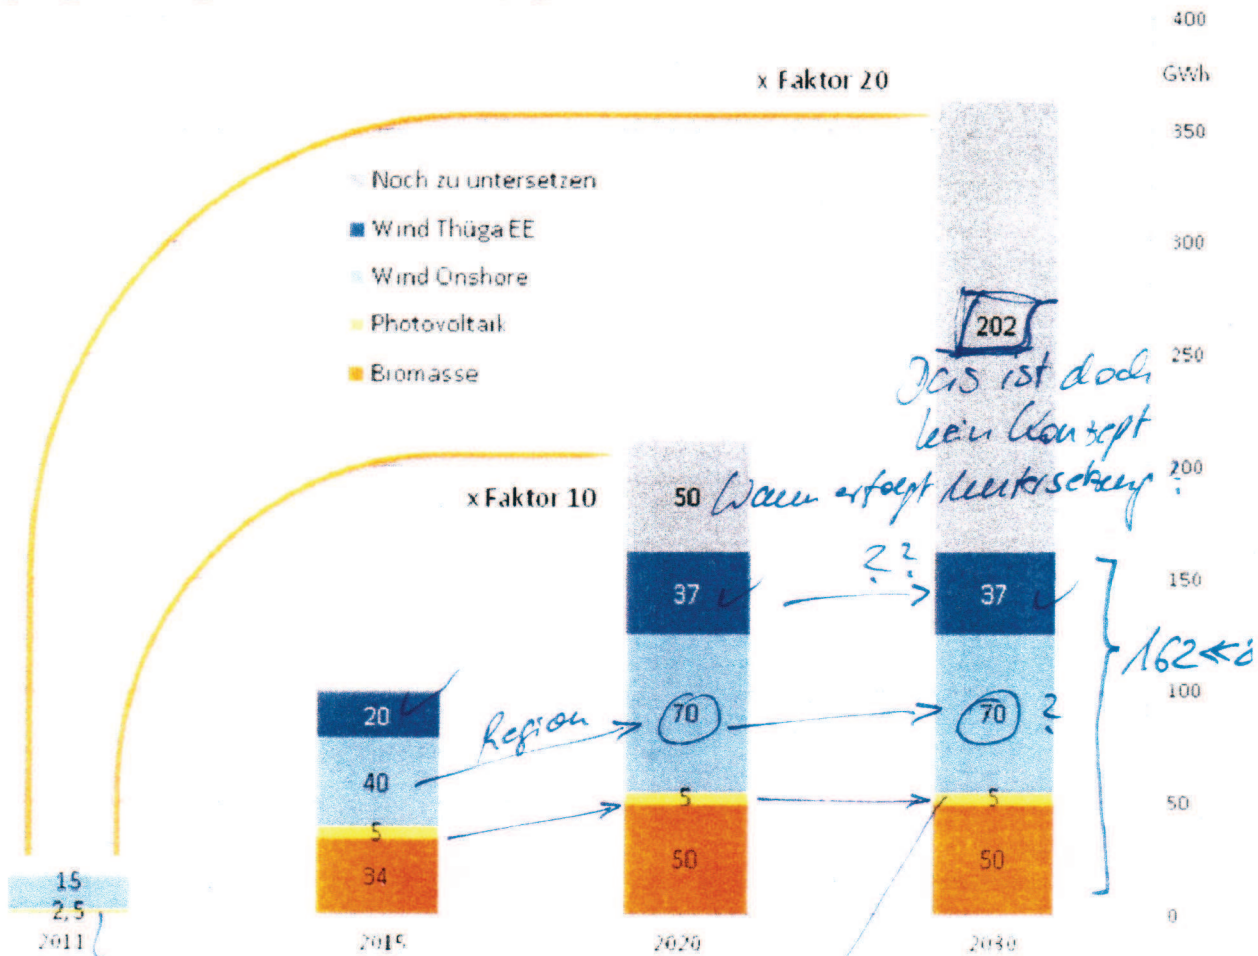 400
GWh
x Faktor 20
350
Noch zu untersetzen
Wind Thüga EE
300
Wind Onshore
Photovoltaik
202
250
Biomasse
Das ist doch
kein Konzept
200
x Faktor 10
50
Wann erfolgt Untersetzung ?
? ?
150
37
37
162 <<
100
20
Region
70
70 ?
40
5
5
50
5
34
50
50
15
2,5
0
2011
2015
2020
2030